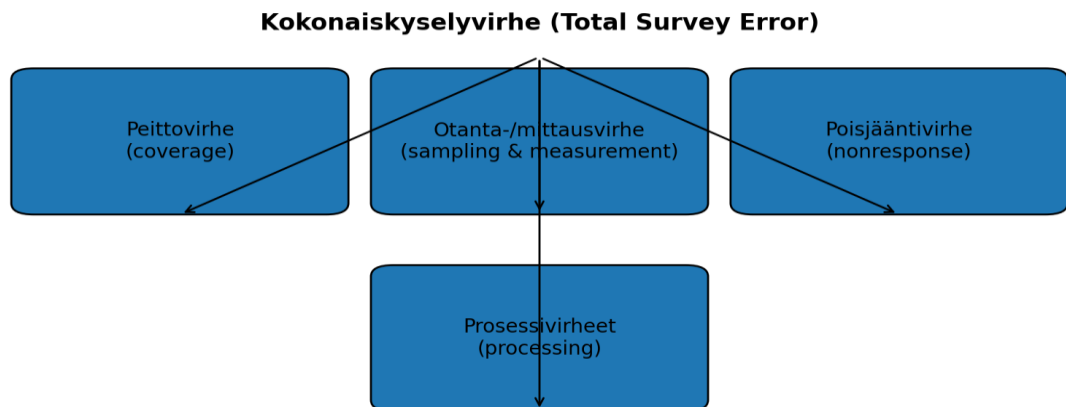 Kokonaiskyselyvirhe (Total Survey Error)
Peittovirhe
(coverage)
Otanta-/mittausvirhe
(sampling & measurement)
Poisjääntivirhe
(nonresponse)
Prosessivirheet
(processing)